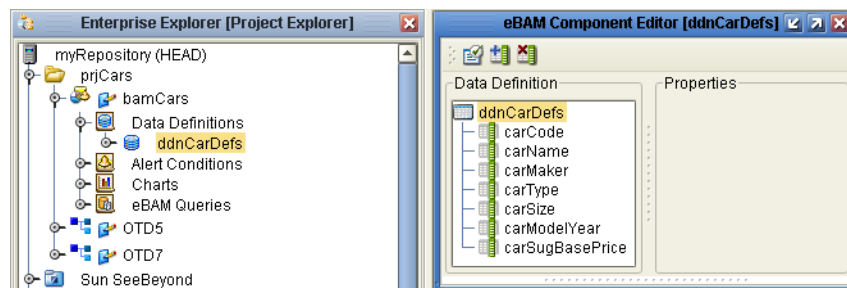 Enterprise Explorer [Project Explorer]
myRepository (HEAD)
prjCars
bamCars
Data Definitions
ddnCarDefs
Alert Conditions
Charts
eBAM Queries
OTD5
OTD7
Sun SeeBeyond
eBAM Component Editor [ddnCarDefs]
Data Definition
ddnCarDefs
carCode
carName
carMaker
carType
carSize
carModelYear
carSugBasePrice
Properties